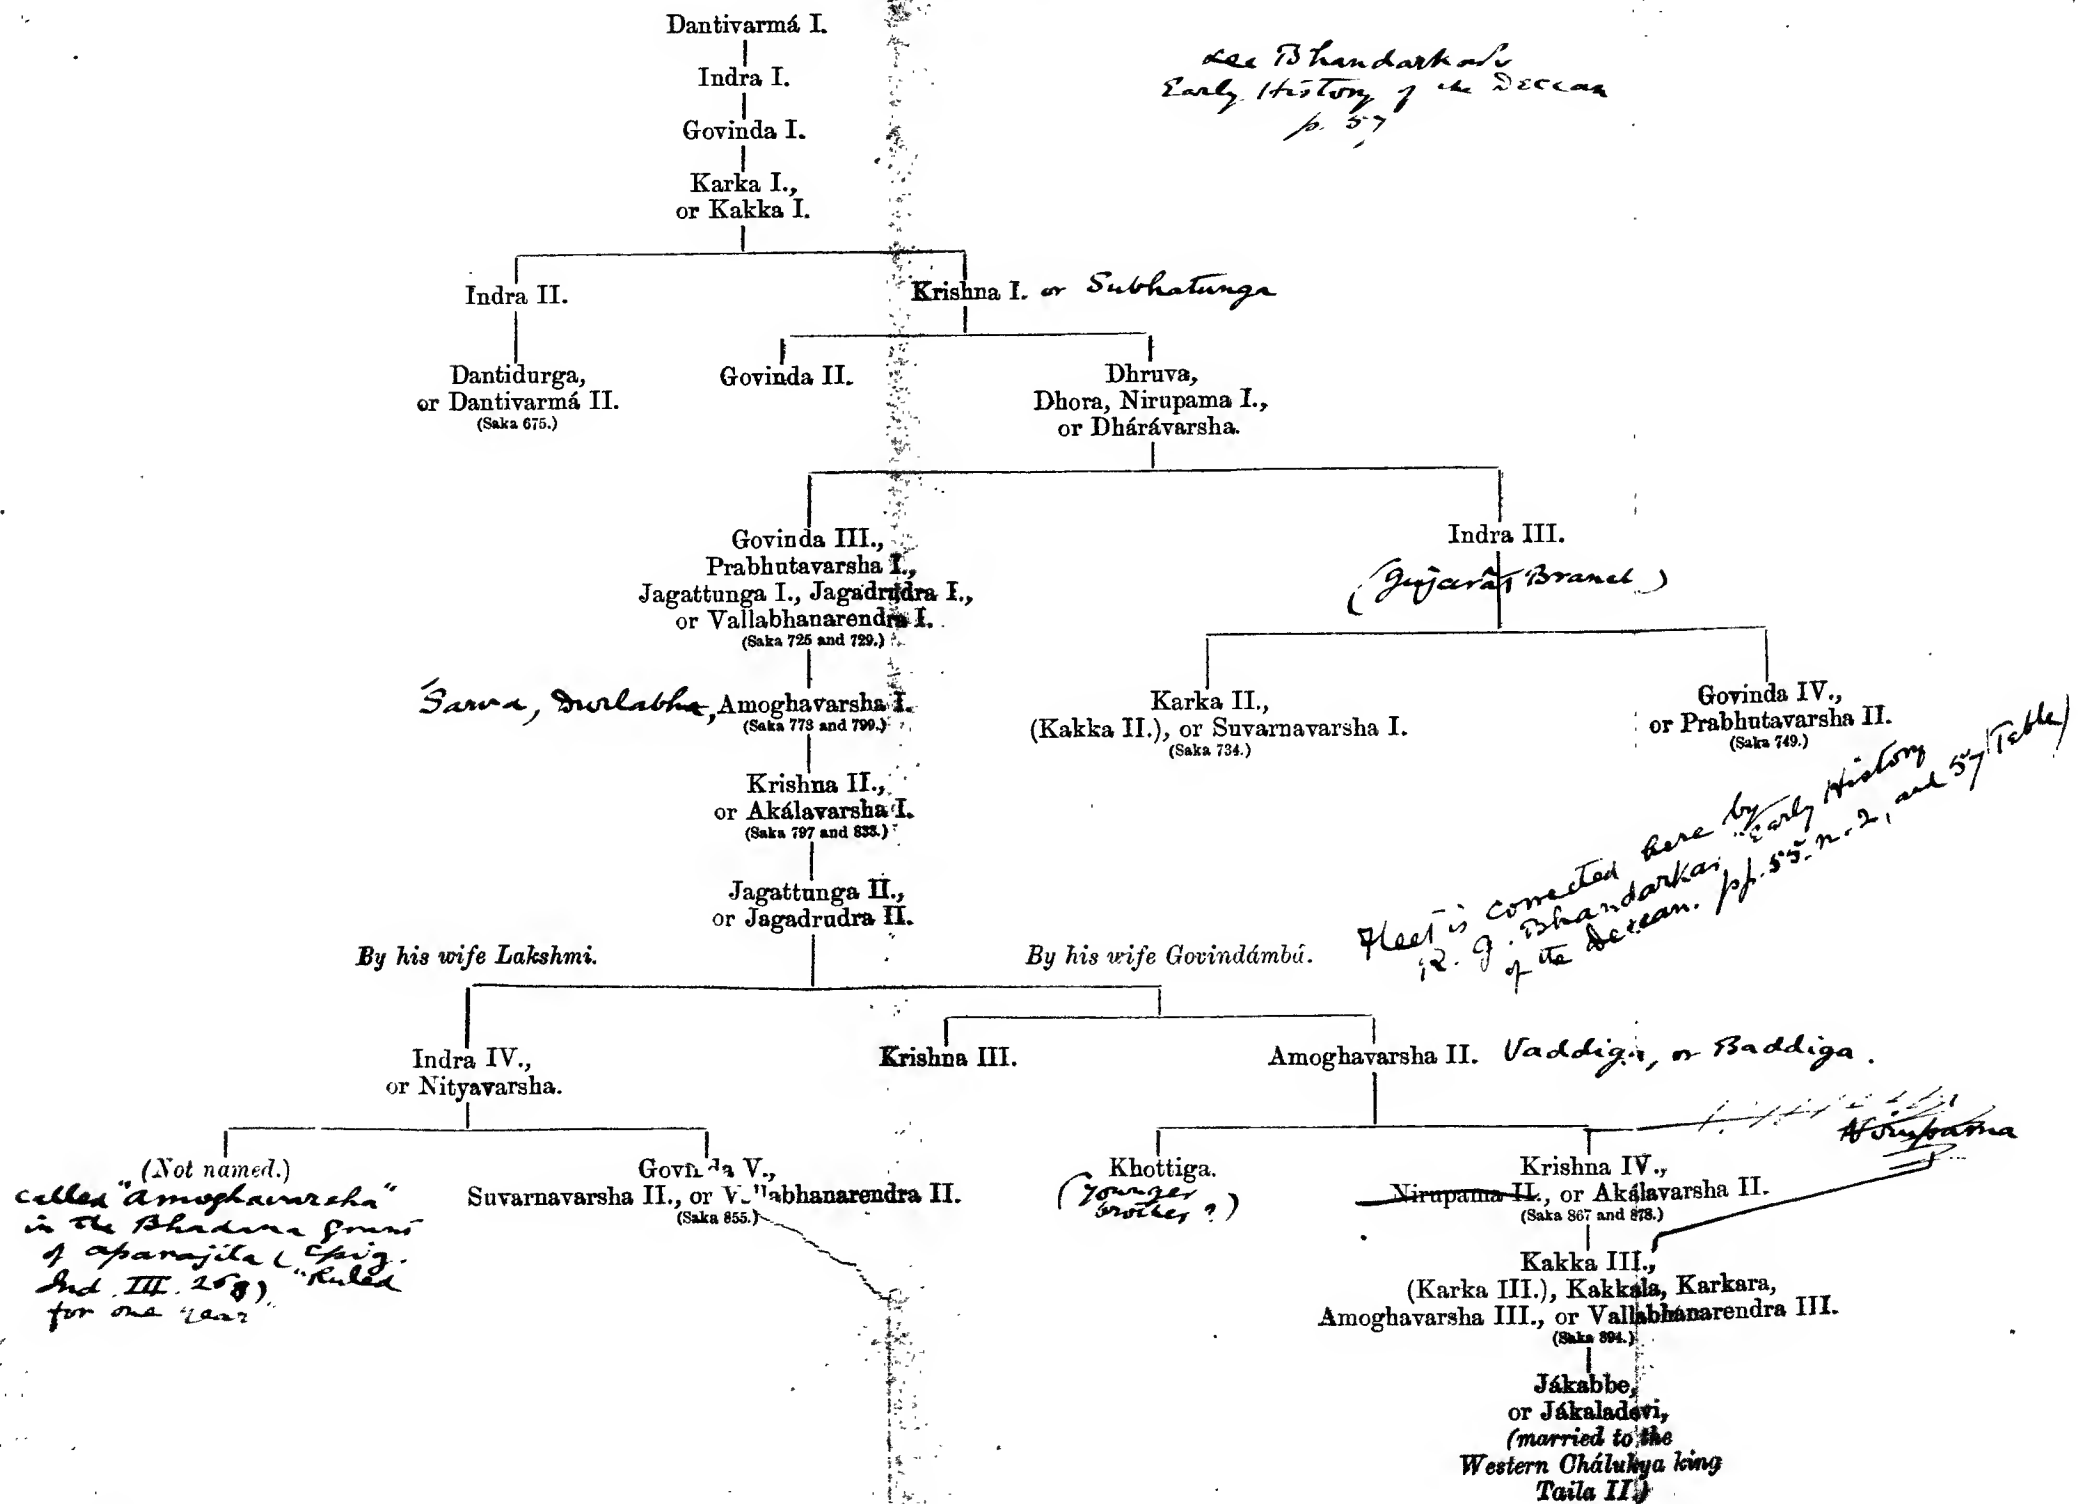 Dantivarmá I.
see Bhandarkar's
Early History of the Deccan
p. 57
Indra I.
Govinda I.
Karka I.,
or Kakka I.
Indra II.
Krishna I. or Subhatunga
Dantidurga,
or Dantivarmá II.
(Saka 675.)
Govinda II.
Dhruva,
Dhora, Nirupama I.,
or Dhárávarsha.
Govinda III.,
Prabhutavarsha I.,
Jagattunga I., Jagadrudra I.,
or Vallabhanarendra I.
(Saka 725 and 729.)
Indra III.
(Gujarāt Branch)
Śarva, Durlabha, Amoghavarsha I.
(Saka 773 and 799.)
Karka II.,
(Kakka II.), or Suvarnavarsha I.
(Saka 734.)
Govinda IV.,
or Prabhutavarsha II.
(Saka 749.)
Krishna II.,
or Akálavarsha I.
(Saka 797 and 833.)
Fleet is corrected here by
R. G. Bhandarkar "Early History
of the Deccan. pp. 55. n. 2, and 57 (Table)
Jagattunga II.,
or Jagadrudra II.
By his wife Lakshmi.
By his wife Govindámbá.
Indra IV.,
or Nityavarsha.
Krishna III.
Amoghavarsha II. Vaddiga, or Baddiga.
Nirupama
(Not named.)
called "Amoghavarsha"
in the Bhadana grant
of Aparajita (Epig.
Ind. III. 268) "Ruled
for one year"
Govinda V.,
Suvarnavarsha II., or Vallabhanarendra II.
(Saka 855.)
Khottiga.
(younger
brother?)
Krishna IV.,
Nirupama II., or Akálavarsha II.
(Saka 867 and 878.)
Kakka III.,
(Karka III.), Kakkala, Karkara,
Amoghavarsha III., or Vallabhánarendra III.
(Saka 894.)
Jákabbe,
or Jákaladevi,
(married to the
Western Chálukya king
Taila II.)